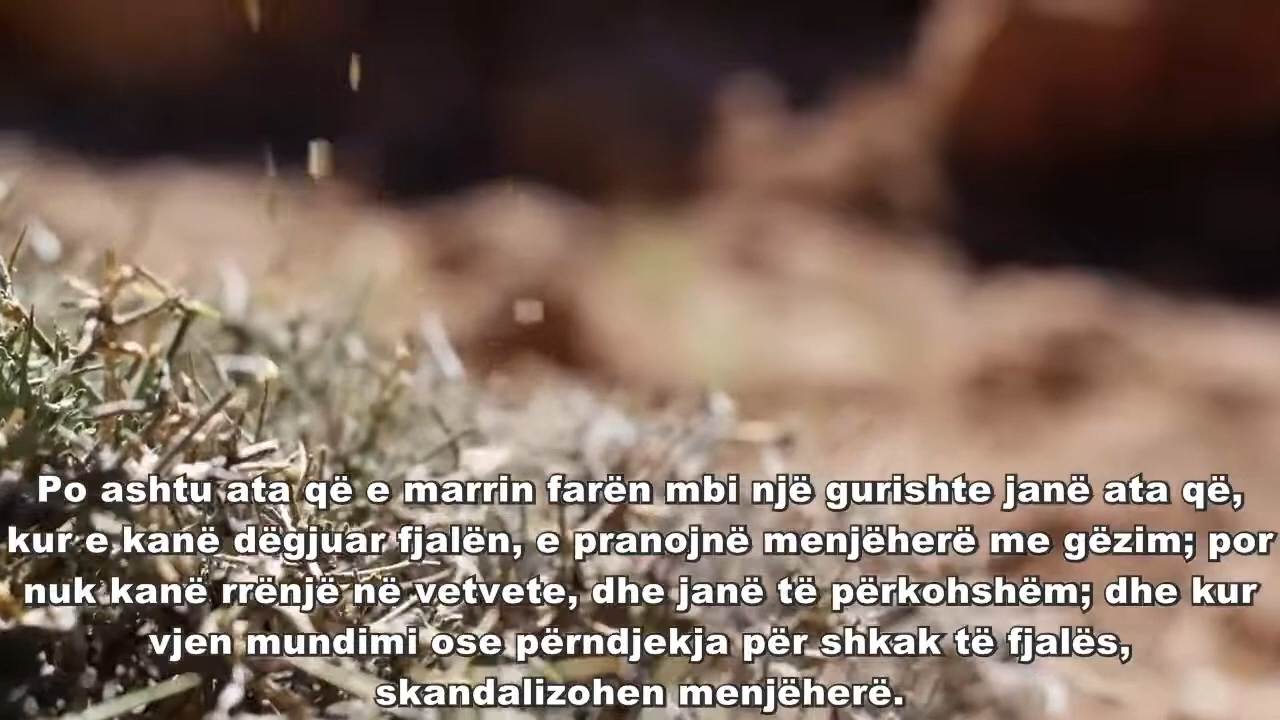 Po ashtu ata që e marrin farën mbi një gurishte janë ata që,
kur e kanë dëgjuar fjalën, e pranojnë menjëherë me gëzim; por
nuk kanë rrënjë në vetvete, dhe janë të përkohshëm; dhe kur
vjen mundimi ose përndjekja për shkak të fjalës,
skandalizohen menjëherë.